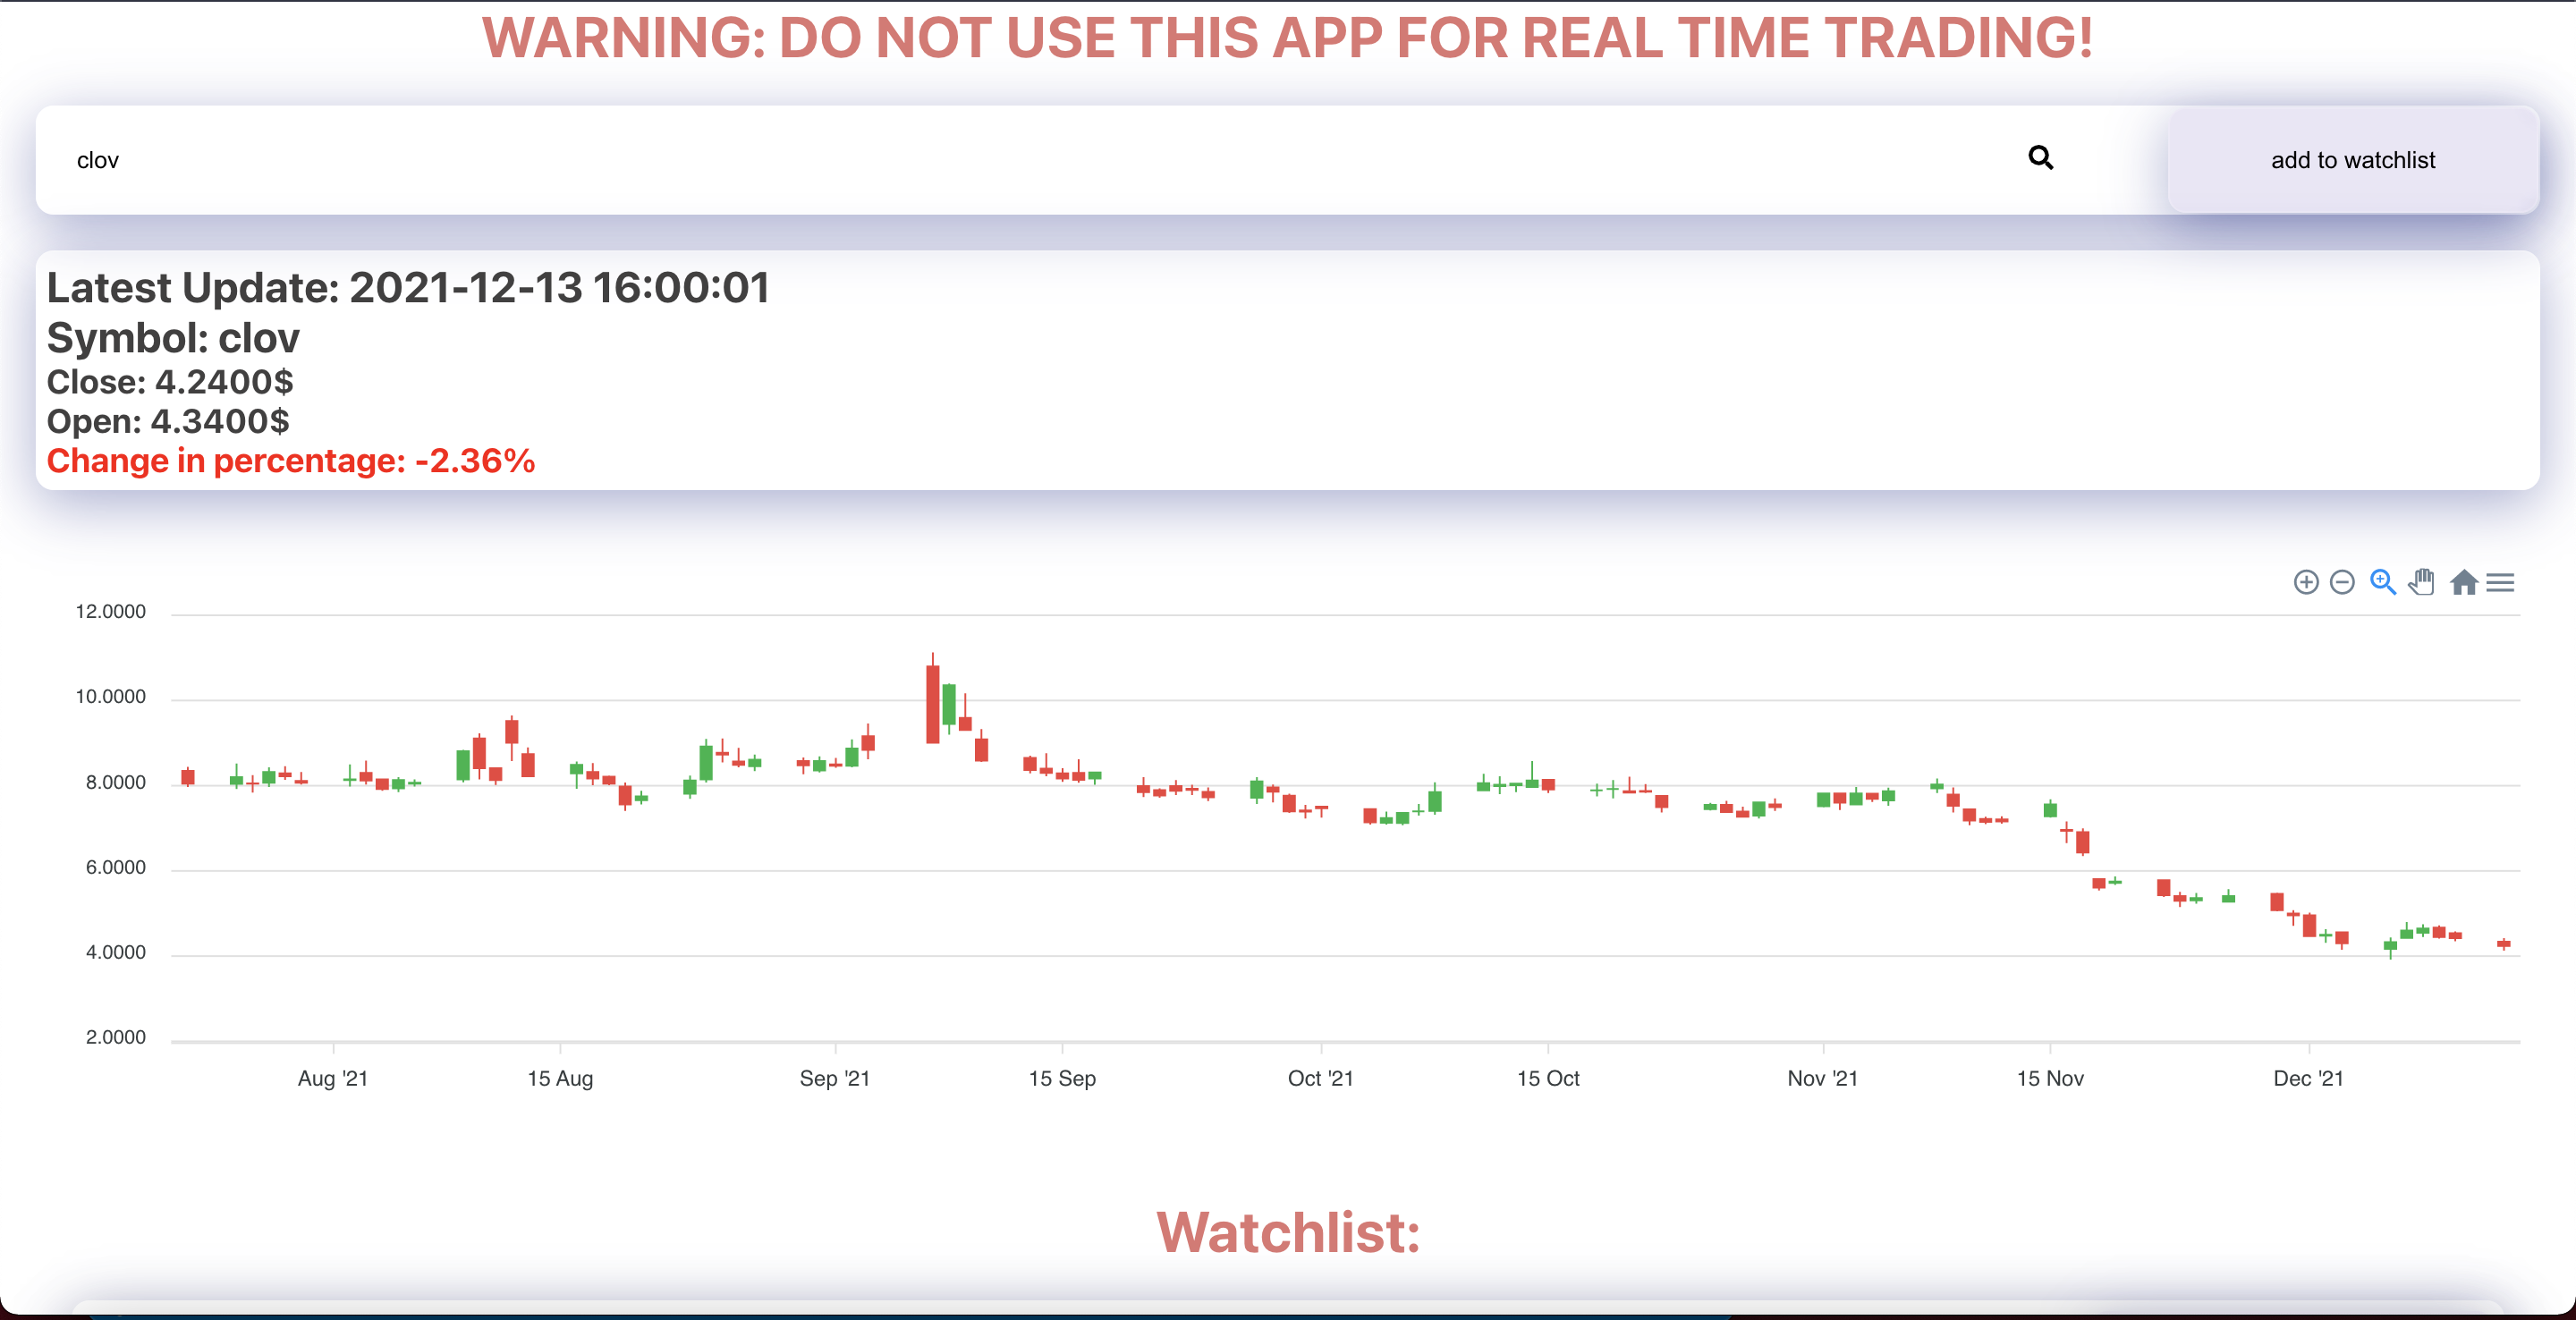 WARNING: DO NOT USE THIS APP FOR REAL TIME TRADING!
clov
add to watchlist
Latest Update: 2021-12-13 16:00:01
Symbol: clov
Close: 4.2400$
Open: 4.3400$
Change in percentage: -2.36%
12.0000
10.0000
8.0000
6.0000
4.0000
2.0000
Aug '21 15 Aug Sep '21 15 Sep Oct '21 15 Oct Nov '21 15 Nov Dec '21
Watchlist: